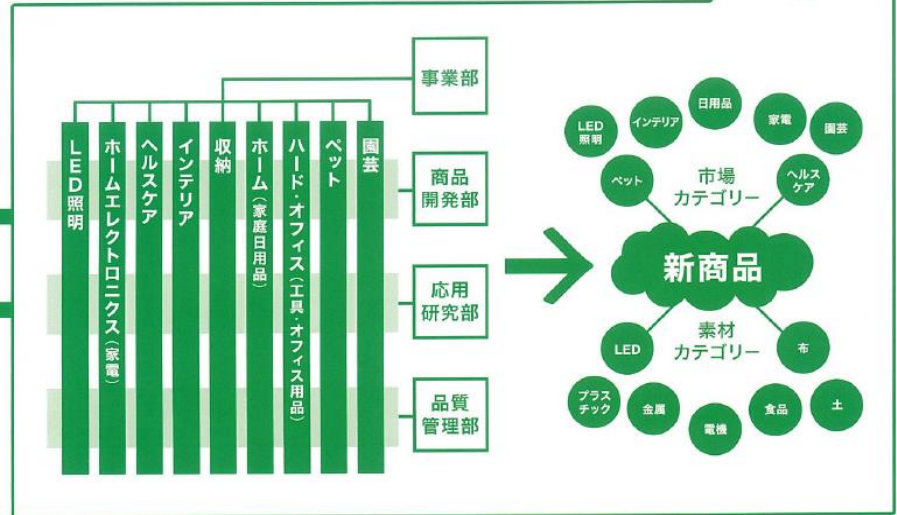 事業部
LED照明
ホームエレクトロニクス(家電)
ヘルスケア
インテリア
収納
ホーム(家庭日用品)
ハード・オフィス(工具・オフィス用品)
ペット
園芸
商品
開発部
応用
研究部
品質
管理部
LED
照明
インテリア
日用品
家電
園芸
ペット
市場
カテゴリー
ヘルス
ケア
新商品
素材
カテゴリー
LED
布
プラス
チック
金属
電機
食品
土